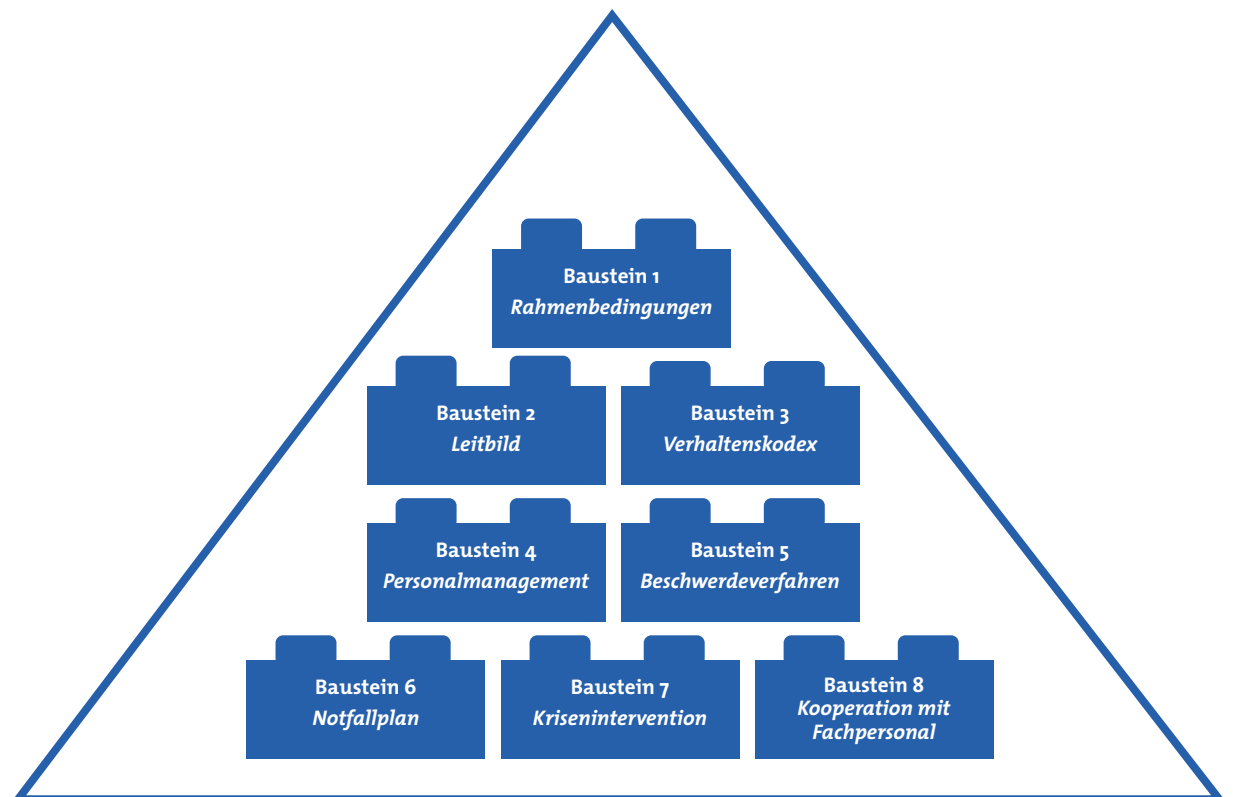 Baustein 1
Rahmenbedingungen
Baustein 2
Leitbild
Baustein 3
Verhaltenskodex
Baustein 4
Personalmanagement
Baustein 5
Beschwerdeverfahren
Baustein 6
Notfallplan
Baustein 7
Krisenintervention
Baustein 8
Kooperation mit
Fachpersonal